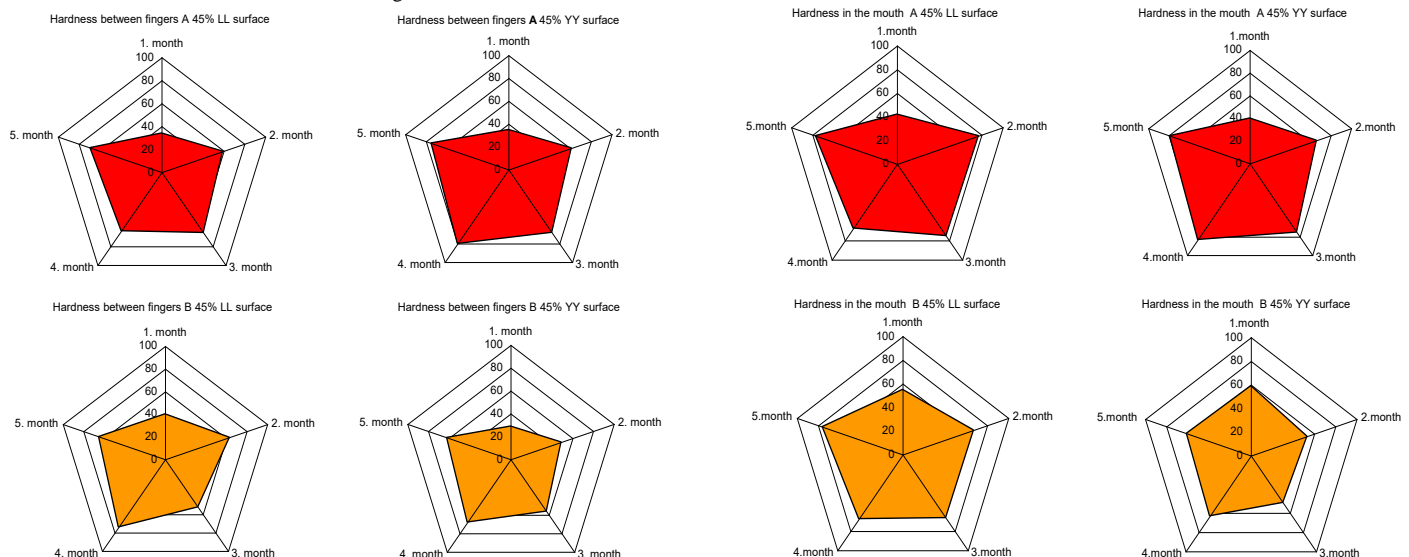 Hardness between fingers A 45% LL surface
1. month
100
80
60
40
20
0
5. month
2. month
4. month
3. month
Hardness between fingers A 45% YY surface
1. month
100
80
60
40
20
0
5. month
2. month
4. month
3. month
Hardness in the mouth A 45% LL surface
1.month
100
80
60
40
20
0
5.month
2.month
4.month
3.month
Hardness in the mouth A 45% YY surface
1.month
100
80
60
40
20
0
5.month
2.month
4.month
3.month
Hardness between fingers B 45% LL surface
1. month
100
80
60
40
20
0
5. month
2. month
4. month
3. month
Hardness between fingers B 45% YY surface
1. month
100
80
60
40
20
0
5. month
2. month
4. month
3. month
Hardness in the mouth B 45% LL surface
1.month
100
80
60
40
20
0
5.month
2.month
4.month
3.month
Hardness in the mouth B 45% YY surface
1.month
100
80
60
40
20
0
5.month
2.month
4.month
3.month